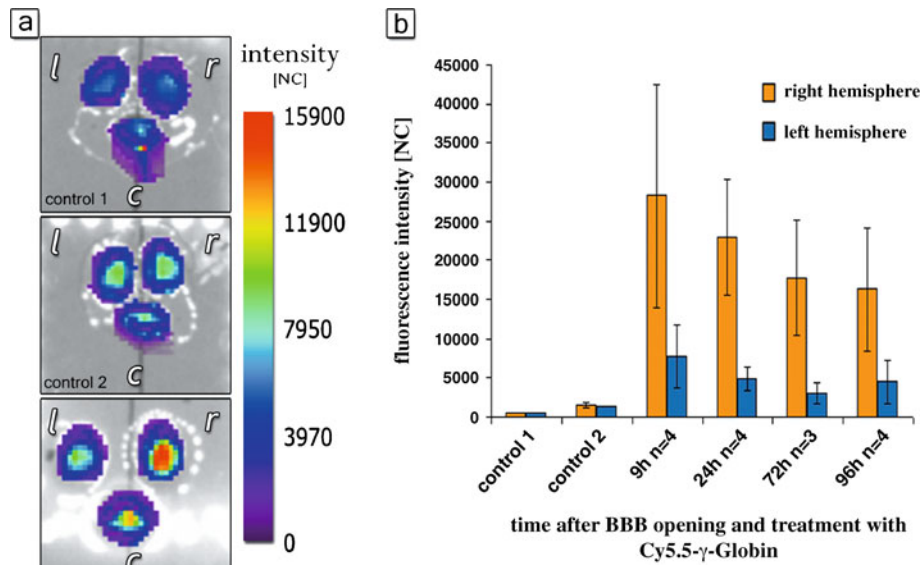 a
intensity
[NC]
l
r
control 1
c
l
r
control 2
c
l
r
c
15900
11900
7950
3970
0
b
right hemisphere
left hemisphere
fluorescence intensity [NC]
45000
40000
35000
30000
25000
20000
15000
10000
5000
0
control 1
control 2
9h n=4
24h n=4
72h n=3
96h n=4
time after BBB opening and treatment with
Cy5.5-γ-Globin